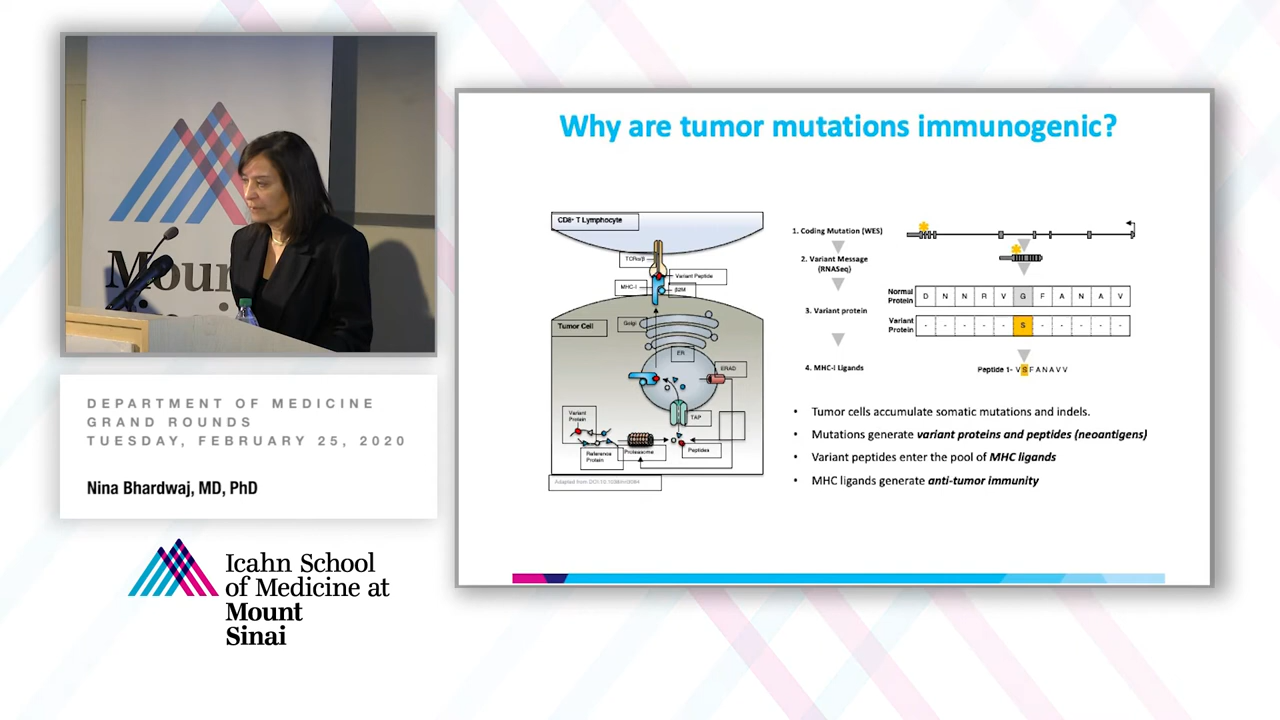 Mount
Sinai
DEPARTMENT OF MEDICINE
GRAND ROUNDS
TUESDAY, FEBRUARY 25, 2020
Nina Bhardwaj, MD, PhD
Icahn School
of Medicine at
Mount
Sinai
Why are tumor mutations immunogenic?
CD8+ T Lymphocyte
TCRα/β
Variant Peptide
MHC-I
β2M
Tumor Cell
Golgi
ER
ERAD
TAP
Variant
Protein
Reference
Protein
Proteasome
Peptides
1. Coding Mutation (WES)
2. Variant Message
(RNASeq)
3. Variant protein
4. MHC-I Ligands
Normal
Protein
D N N R V G F A N A V
Variant
Protein
- - - - - S - - - - -
Peptide 1- V S F A N A V V
• Tumor cells accumulate somatic mutations and indels.
• Mutations generate variant proteins and peptides (neoantigens)
• Variant peptides enter the pool of MHC ligands
• MHC ligands generate anti-tumor immunity